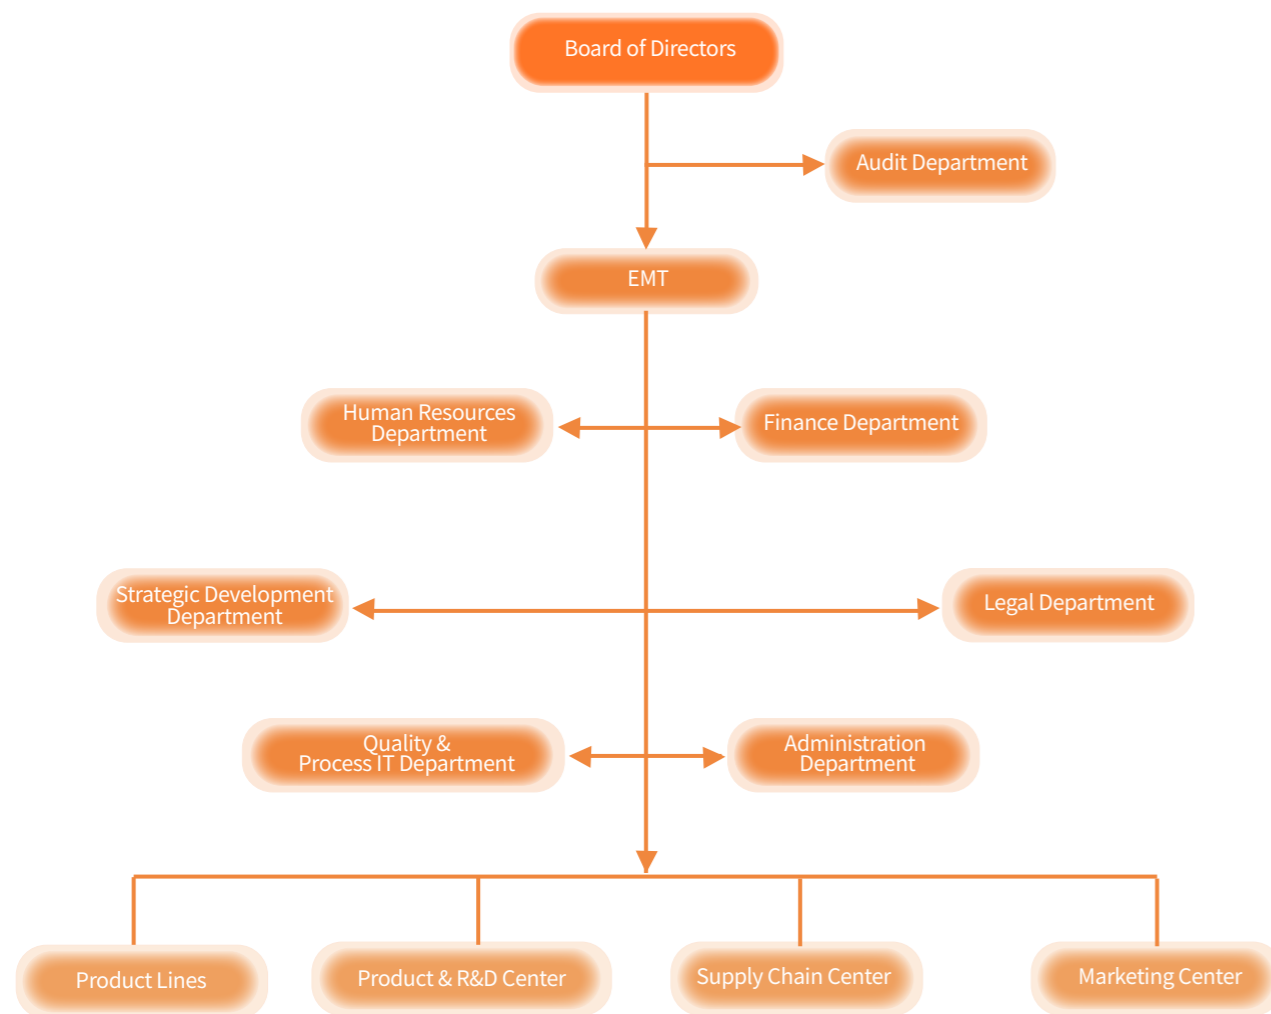 Board of Directors
Audit Department
EMT
Human Resources
Department
Finance Department
Strategic Development
Department
Legal Department
Quality &
Process IT Department
Administration
Department
Product Lines
Product & R&D Center
Supply Chain Center
Marketing Center